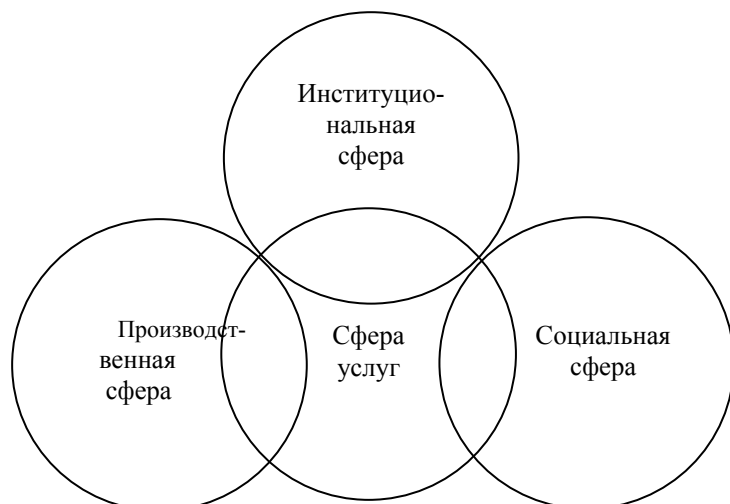 Институцио-
нальная
сфера
Производст-
венная
сфера
Сфера
услуг
Социальная
сфера